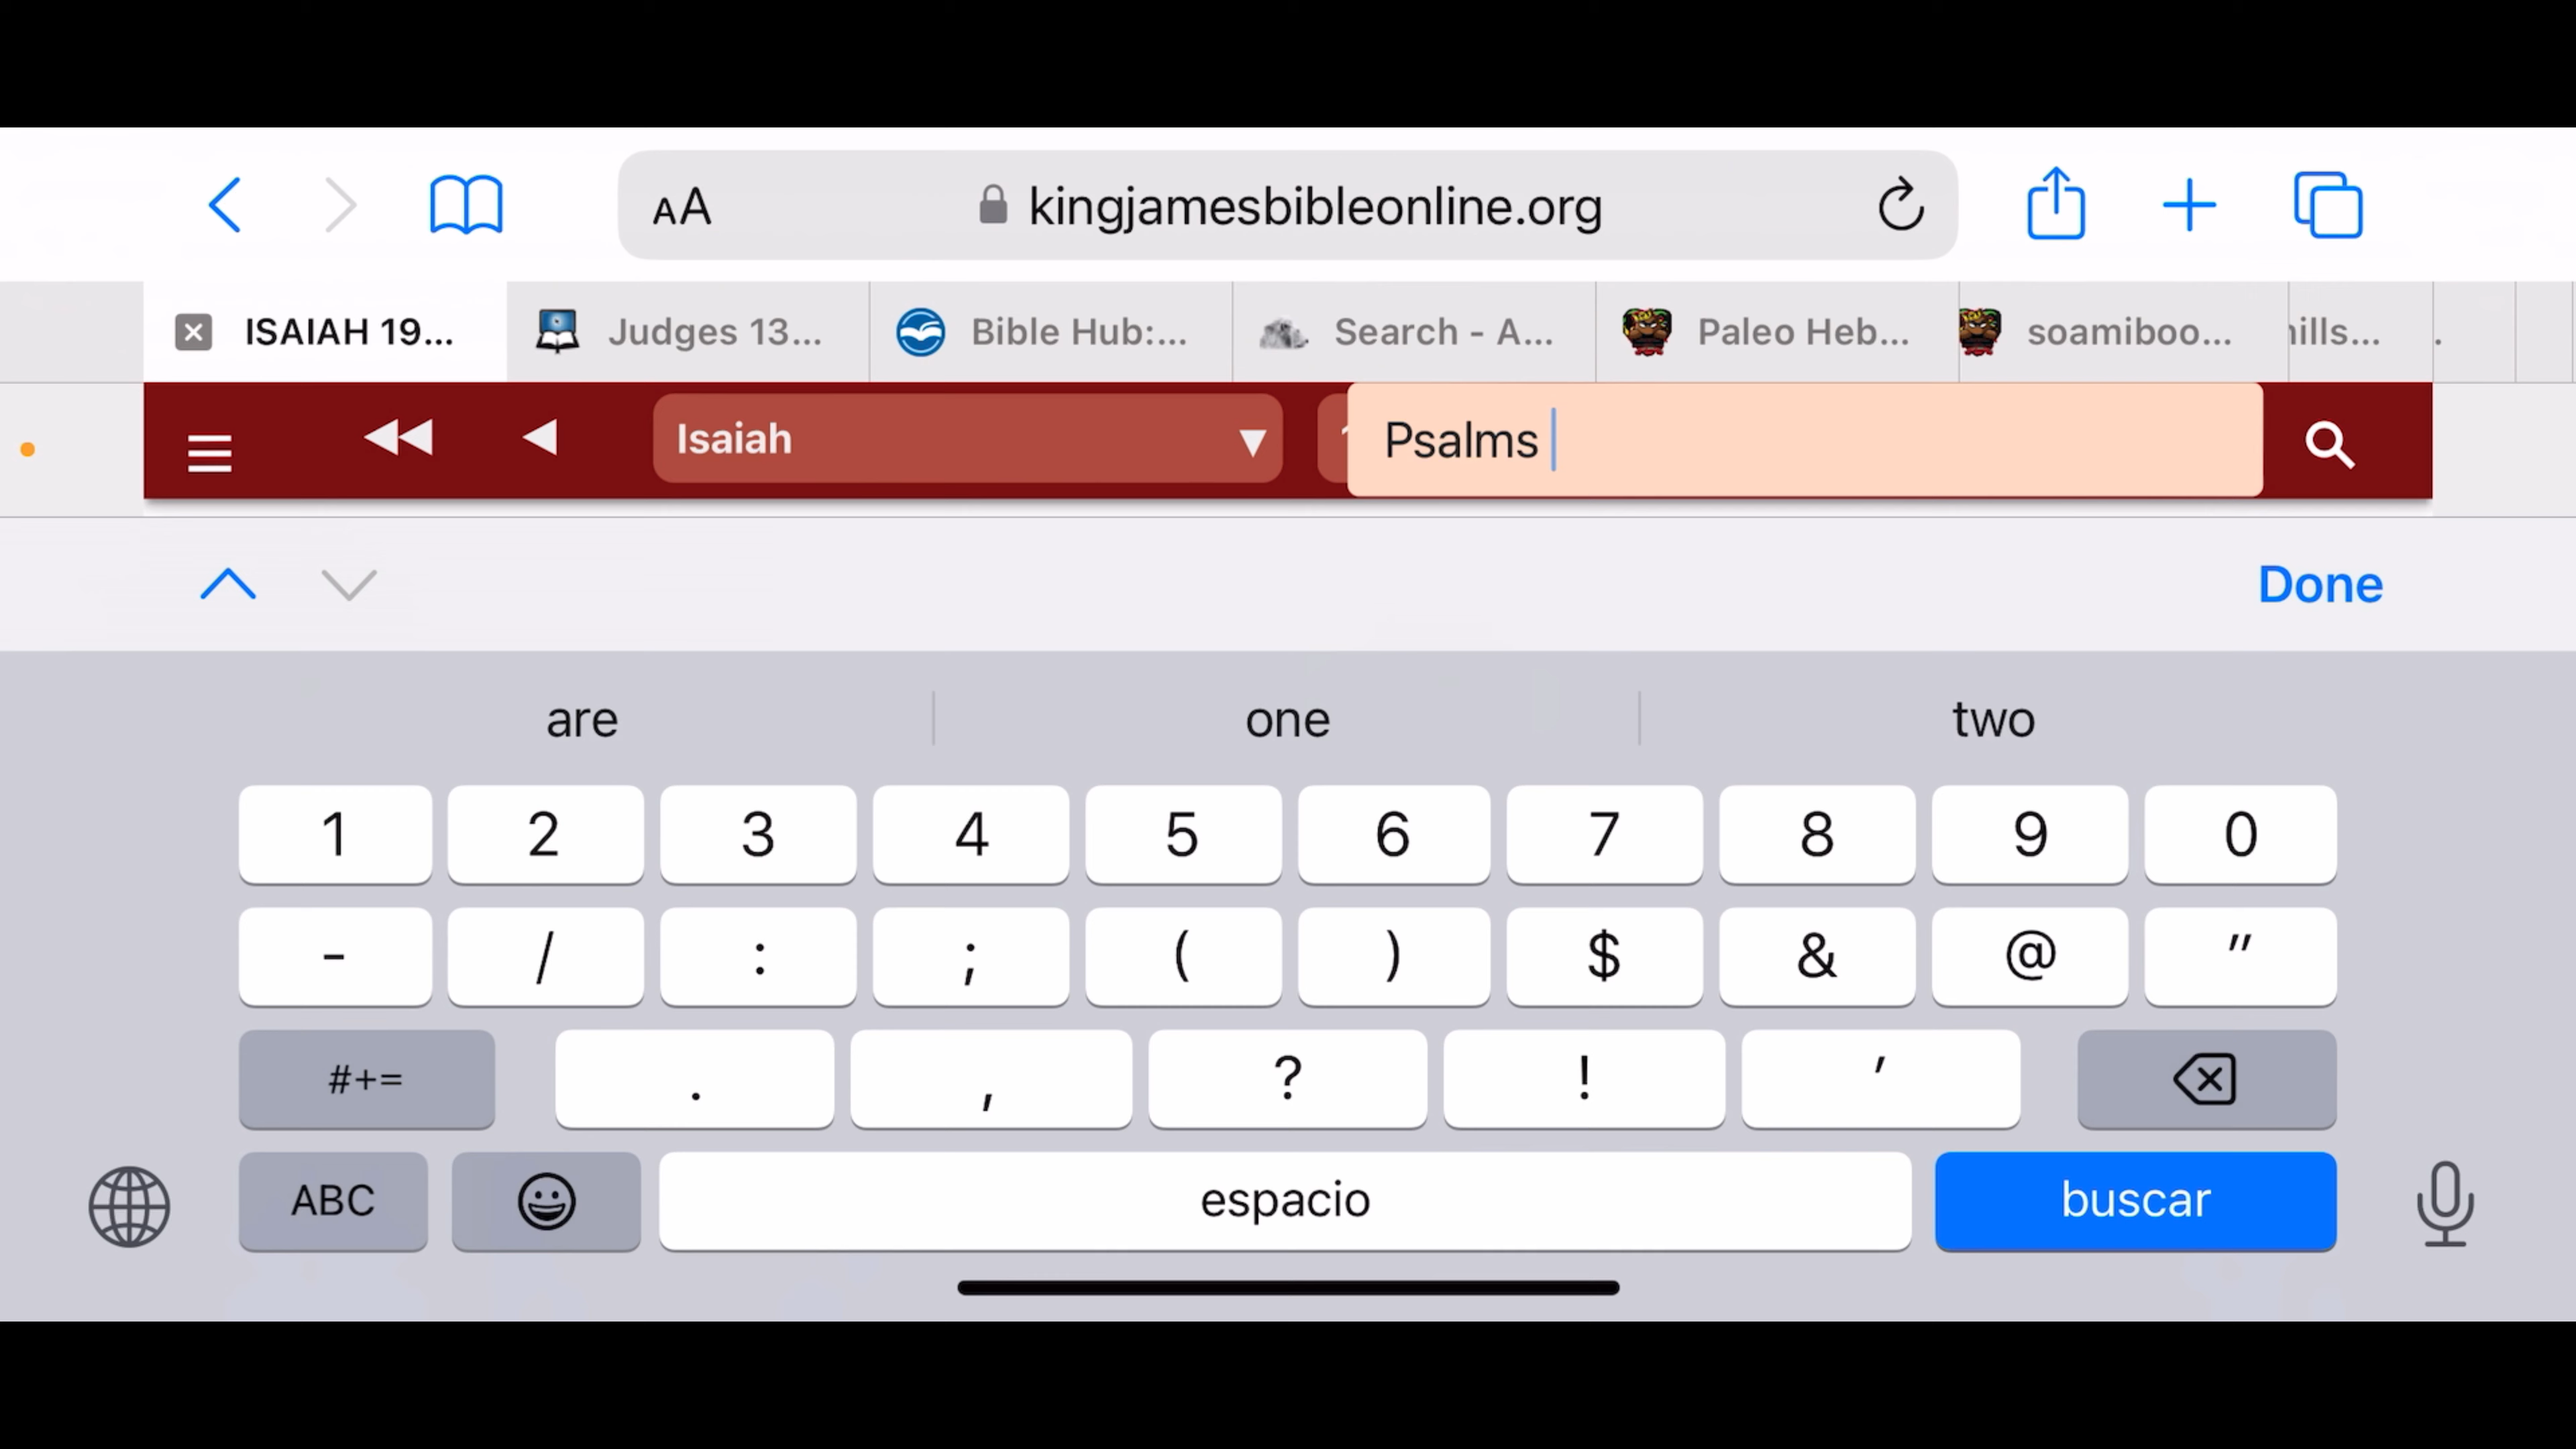 AA kingjamesbibleonline.org
ISAIAH 19... Judges 13... Bible Hub:... Search - A... Paleo Heb... soamiboo... ills... .
Isaiah Psalms
Done
are one two
1 2 3 4 5 6 7 8 9 0
- / : ; ( ) $ & @ "
#+= . , ? ! '
ABC espacio buscar